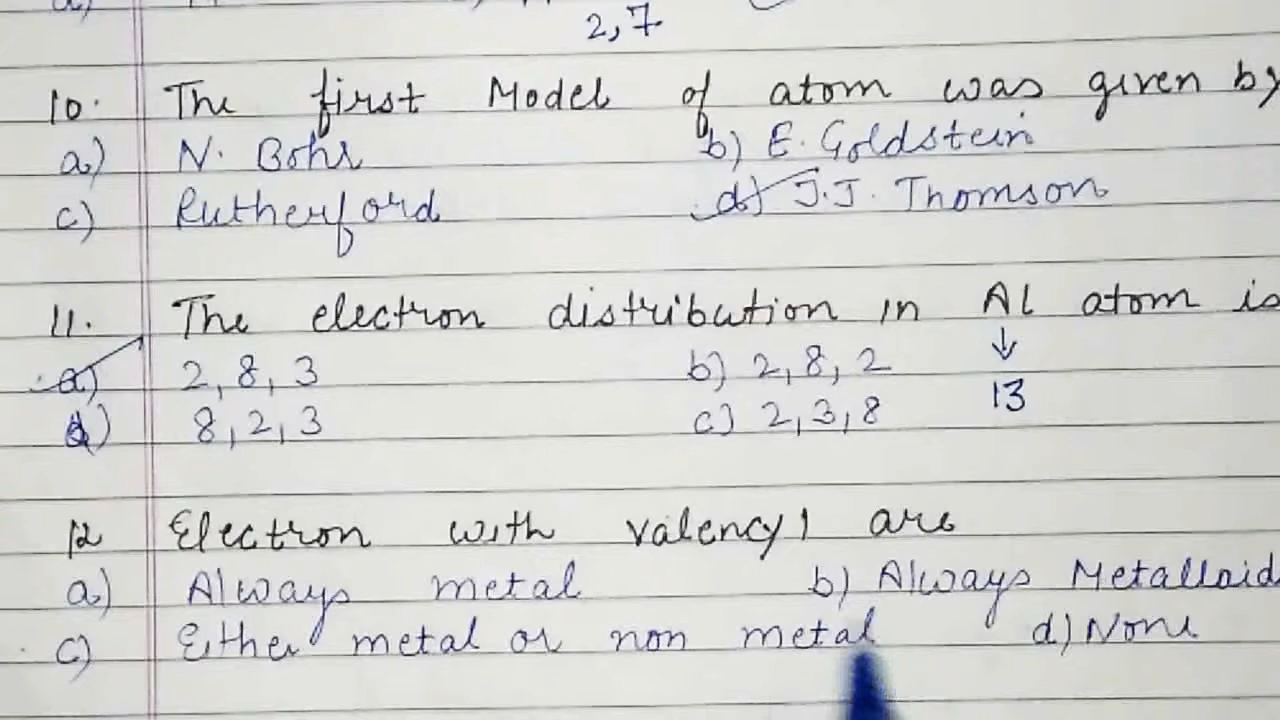 2,7
10. The first Model of atom was given by
a) N. Bohr b) E. Goldstein
c) Rutherford d) J.J. Thomson
11. The electron distribution in Al atom is
a) 2, 8, 3 b) 2, 8, 2 ↓
) 8, 2, 3 c) 2, 3, 8 13
12 Electron with valency 1 are
a) Always metal b) Always Metalloid
c) Either metal or non metal d) None